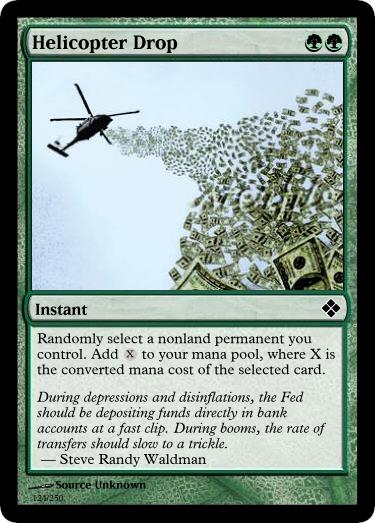 Helicopter Drop
Instant
Randomly select a nonland permanent you
control. Add X to your mana pool, where X is
the converted mana cost of the selected card.
During depressions and disinflations, the Fed
should be depositing funds directly in bank
accounts at a fast clip. During booms, the rate of
transfers should slow to a trickle.
— Steve Randy Waldman
Source Unknown
124/250